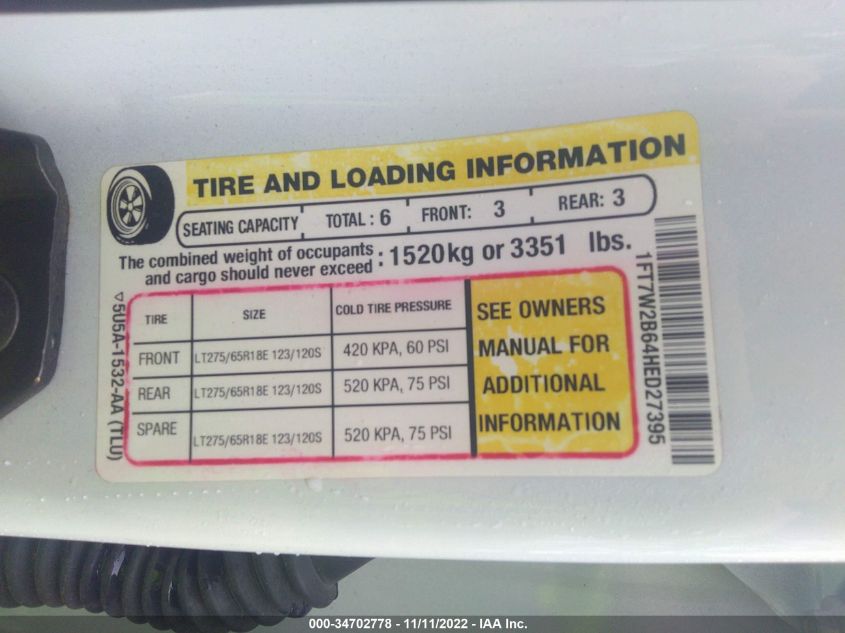 TIRE AND LOADING INFORMATION
SEATING CAPACITY TOTAL : 6 FRONT: 3 REAR: 3
The combined weight of occupants
and cargo should never exceed : 1520kg or 3351 lbs.
TIRE SIZE COLD TIRE PRESSURE
FRONT LT275/65R18E 123/120S 420 KPA, 60 PSI
REAR LT275/65R18E 123/120S 520 KPA, 75 PSI
SPARE LT275/65R18E 123/120S 520 KPA, 75 PSI
SEE OWNERS
MANUAL FOR
ADDITIONAL
INFORMATION
5U5A-1532-AA (TLU)
1FT7W2B64HED27395
000-34702778 - 11/11/2022 - IAA Inc.